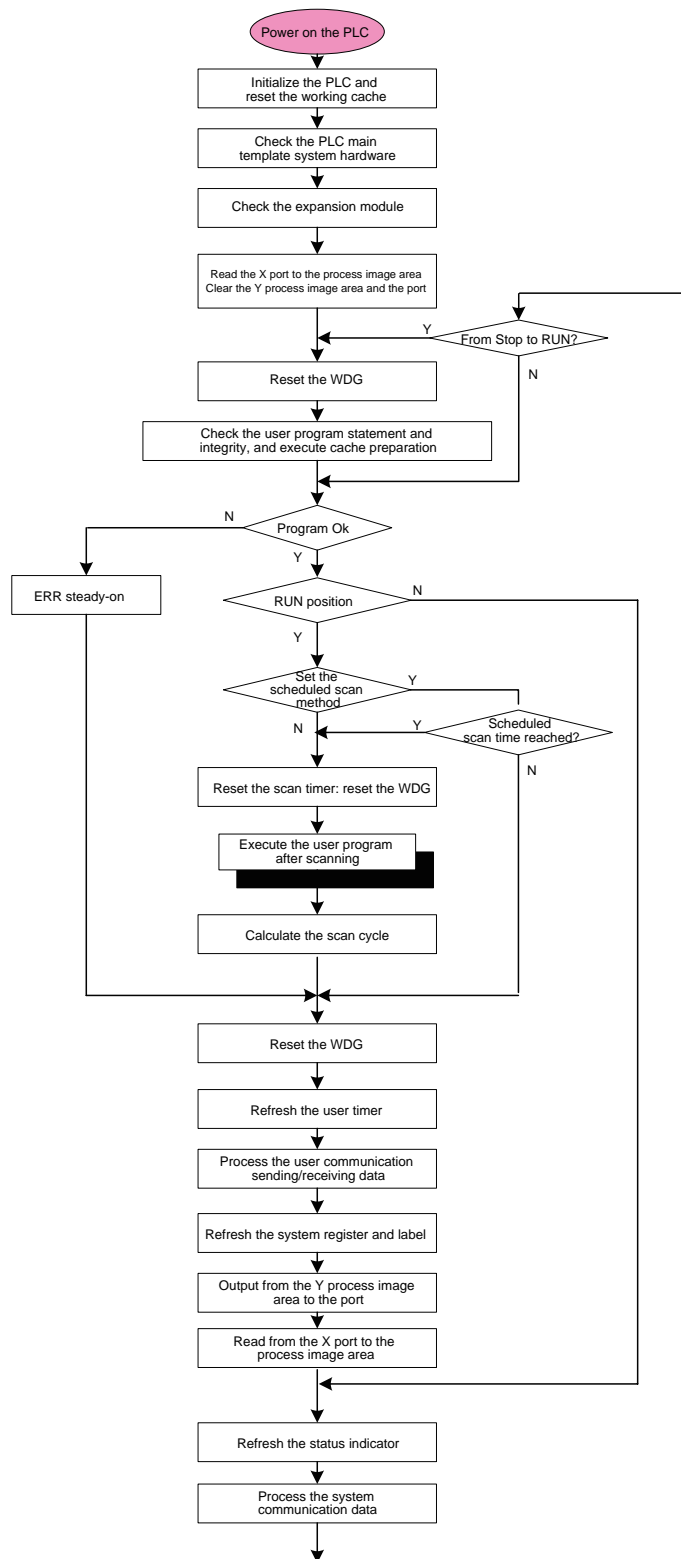 Power on the PLC
Initialize the PLC and
reset the working cache
Check the PLC main
template system hardware
Check the expansion module
Read the X port to the process image area
Clear the Y process image area and the port
Y
From Stop to RUN?
N
Reset the WDG
Check the user program statement and
integrity, and execute cache preparation
N
Program Ok
Y
ERR steady-on
RUN position
N
Y
Set the
scheduled scan
method
Y
N
Y
Scheduled
scan time reached?
N
Reset the scan timer: reset the WDG
Execute the user program
after scanning
Calculate the scan cycle
Reset the WDG
Refresh the user timer
Process the user communication
sending/receiving data
Refresh the system register and label
Output from the Y process image
area to the port
Read from the X port to the
process image area
Refresh the status indicator
Process the system
communication data